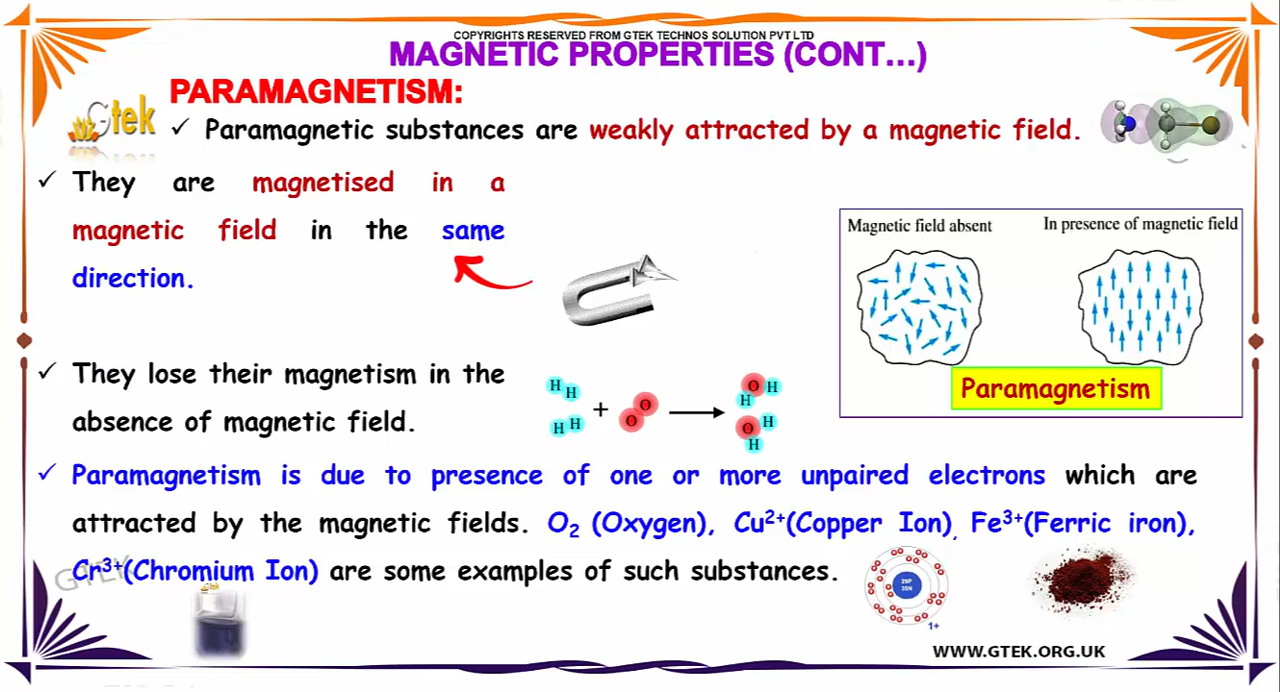 COPYRIGHTS RESERVED FROM GTEK TECHNOS SOLUTION PVT LTD
MAGNETIC PROPERTIES (CONT...)
PARAMAGNETISM:
Gtek
✓ Paramagnetic substances are weakly attracted by a magnetic field.
✓ They are magnetised in a
magnetic field in the same
direction.
Magnetic field absent
In presence of magnetic field
Paramagnetism
✓ They lose their magnetism in the
absence of magnetic field.
H H
H H
+
O O
O H
H
O H
H
✓ Paramagnetism is due to presence of one or more unpaired electrons which are
attracted by the magnetic fields. O₂ (Oxygen), Cu²⁺(Copper Ion), Fe³⁺(Ferric iron),
Cr³⁺(Chromium Ion) are some examples of such substances.
GTEK
29P
35N
1+
WWW.GTEK.ORG.UK